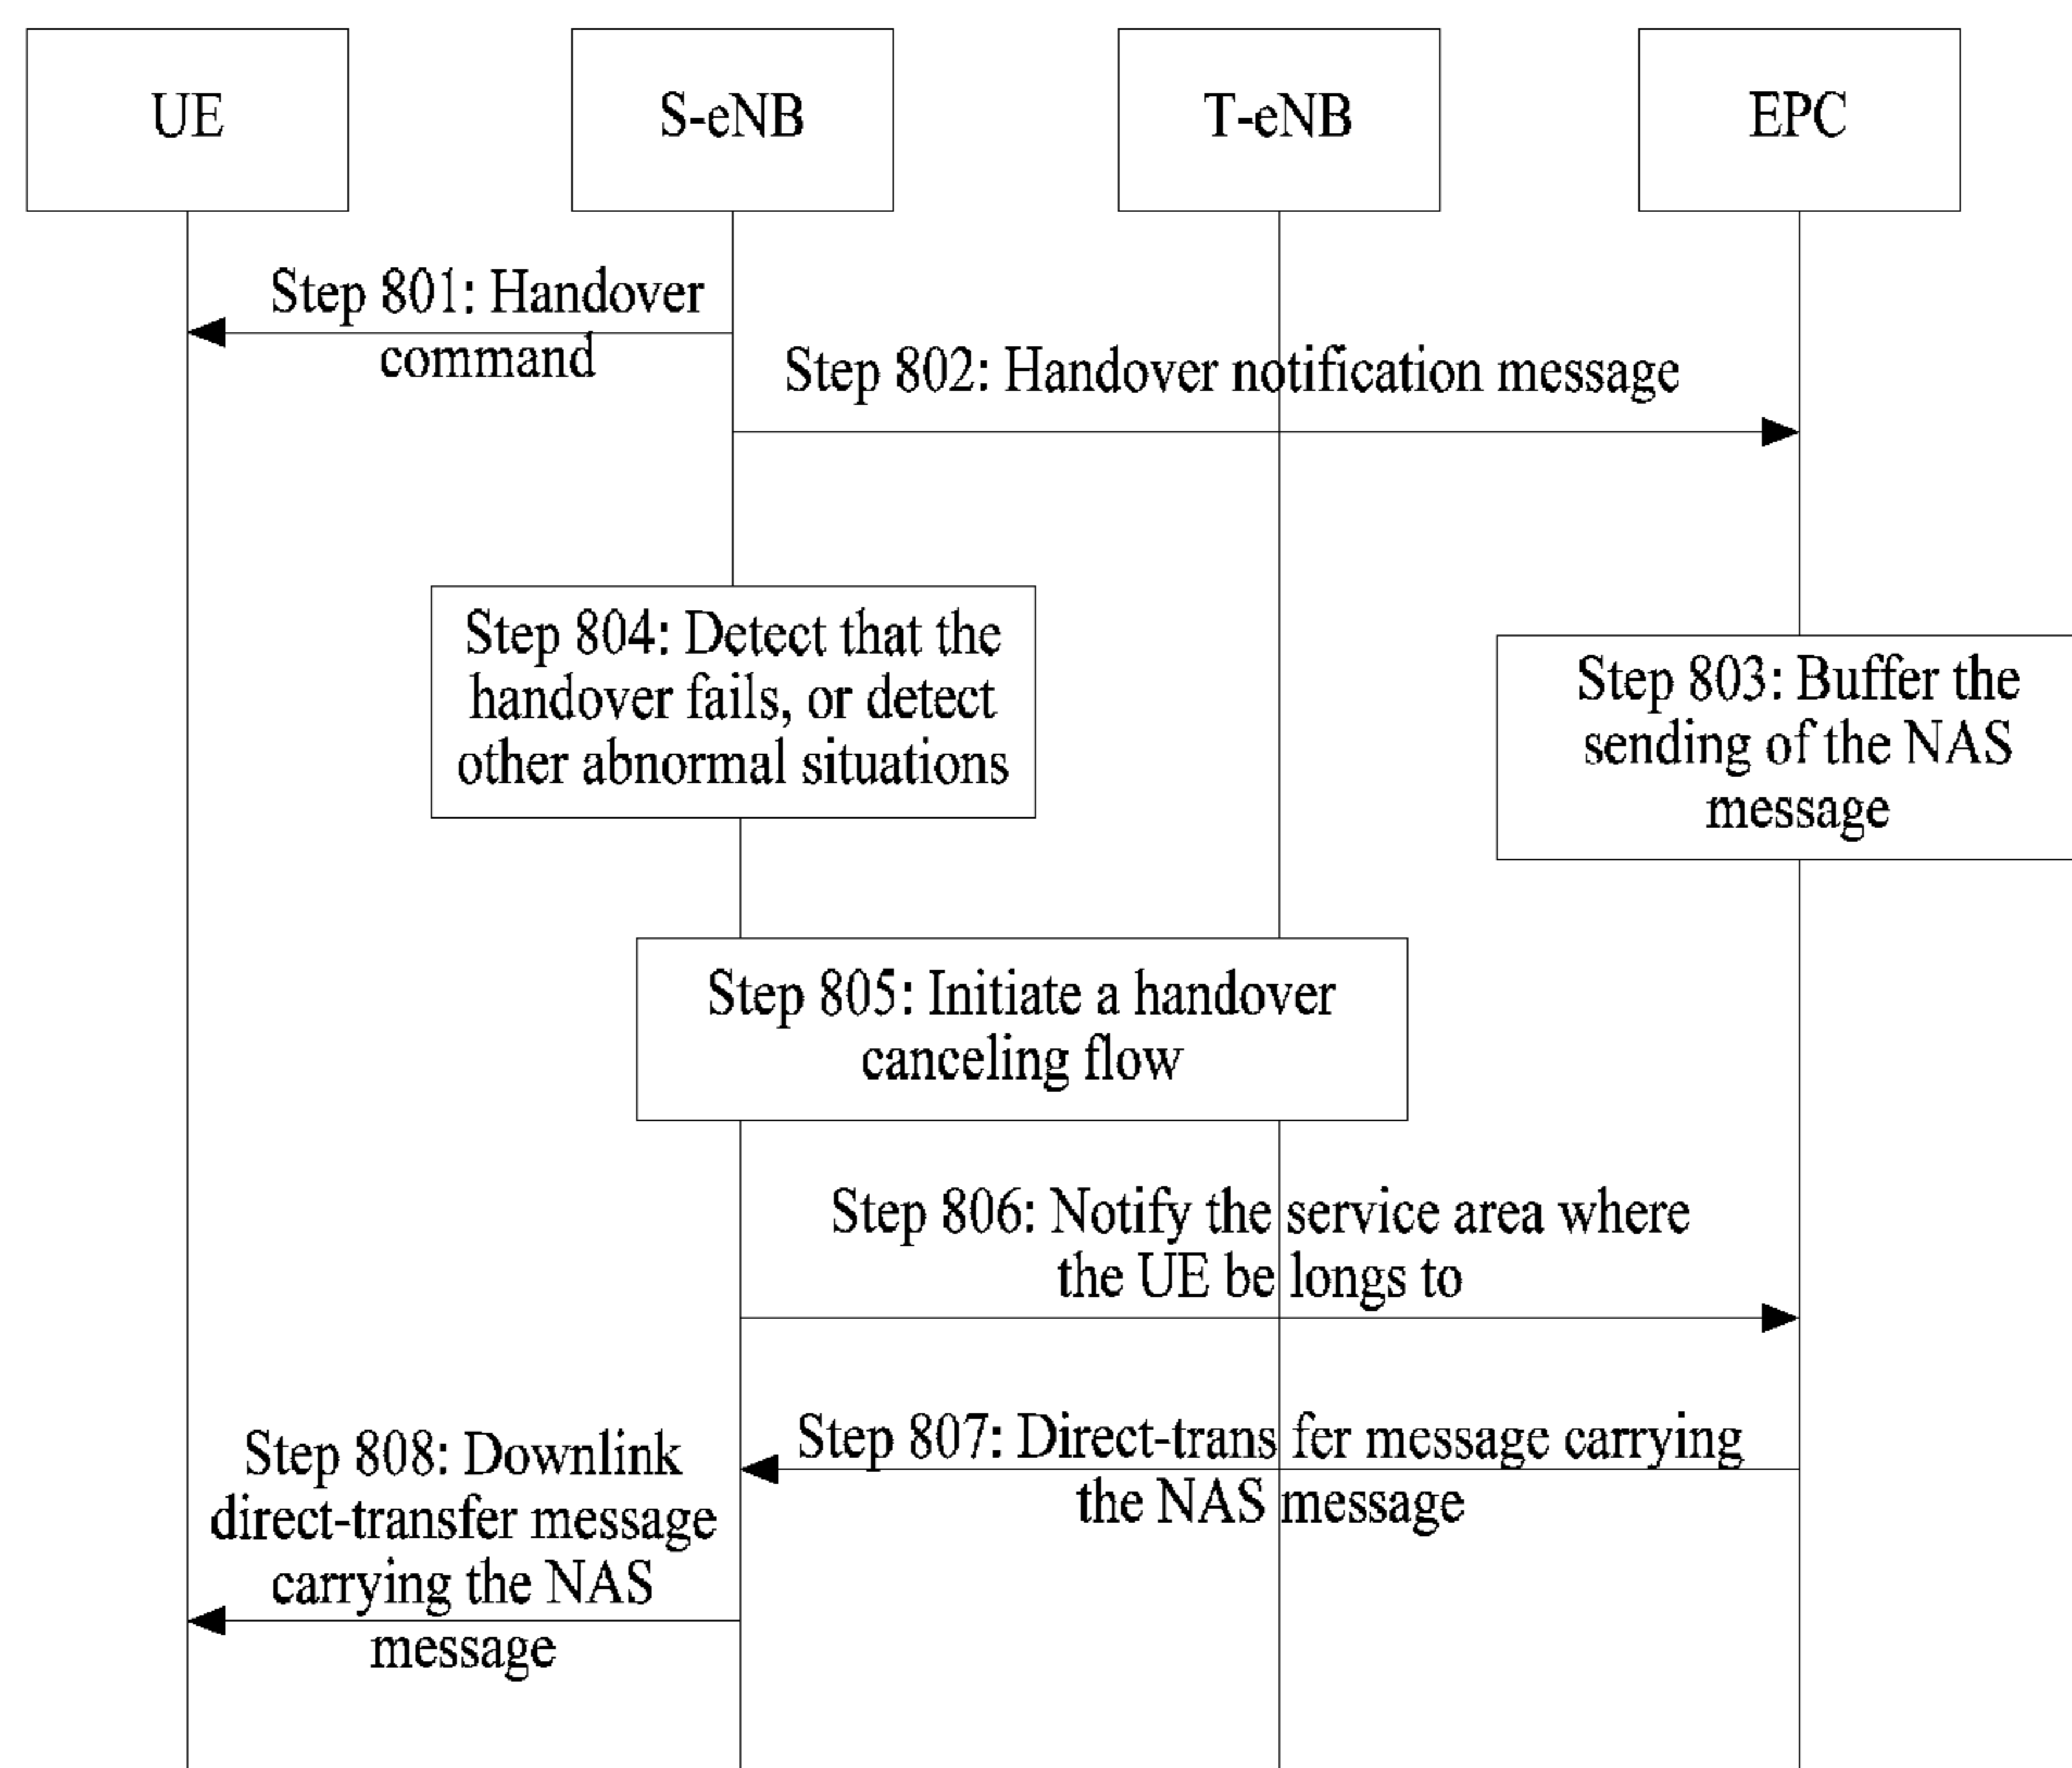 UE
S-eNB
T-eNB
EPC
Step 801: Handover
command
Step 802: Handover notification message
Step 804: Detect that the
handover fails, or detect
other abnormal situations
Step 803: Buffer the
sending of the NAS
message
Step 805: Initiate a handover
canceling flow
Step 806: Notify the service area where
the UE be longs to
Step 807: Direct-trans fer message carrying
the NAS message
Step 808: Downlink
direct-transfer message
carrying the NAS
message